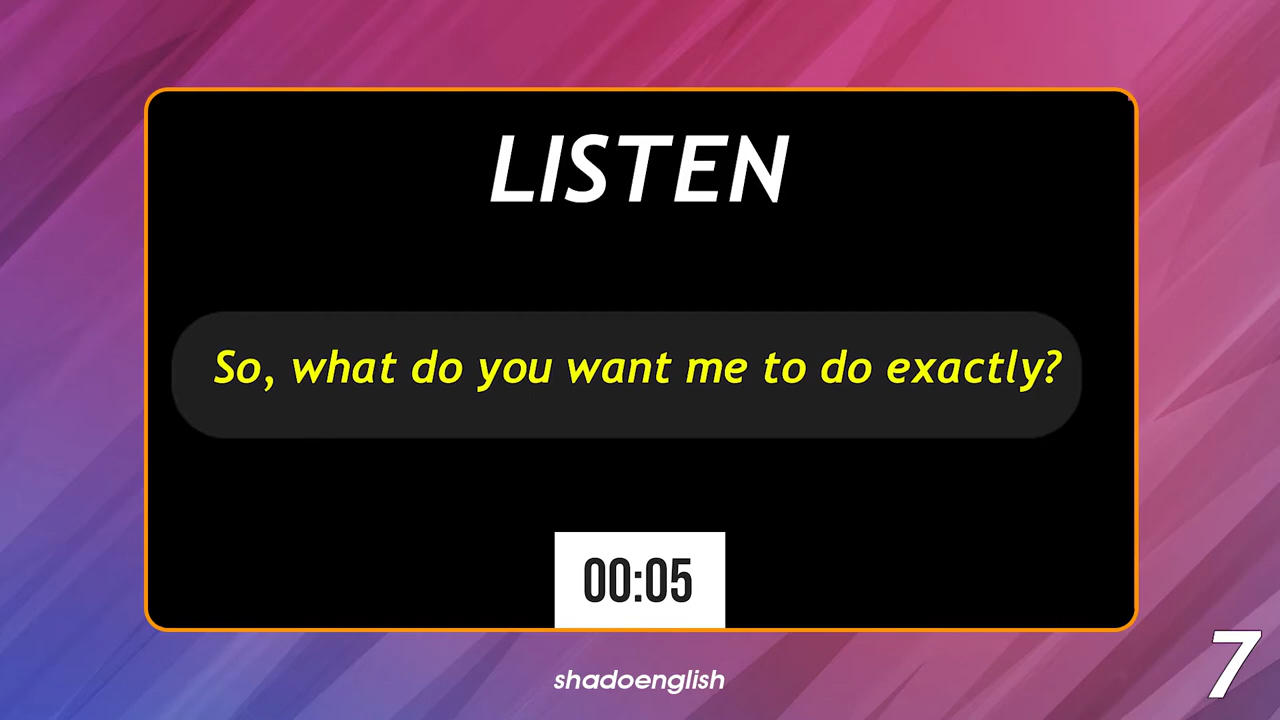 LISTEN
So, what do you want me to do exactly?
00:05
shadoenglish
7